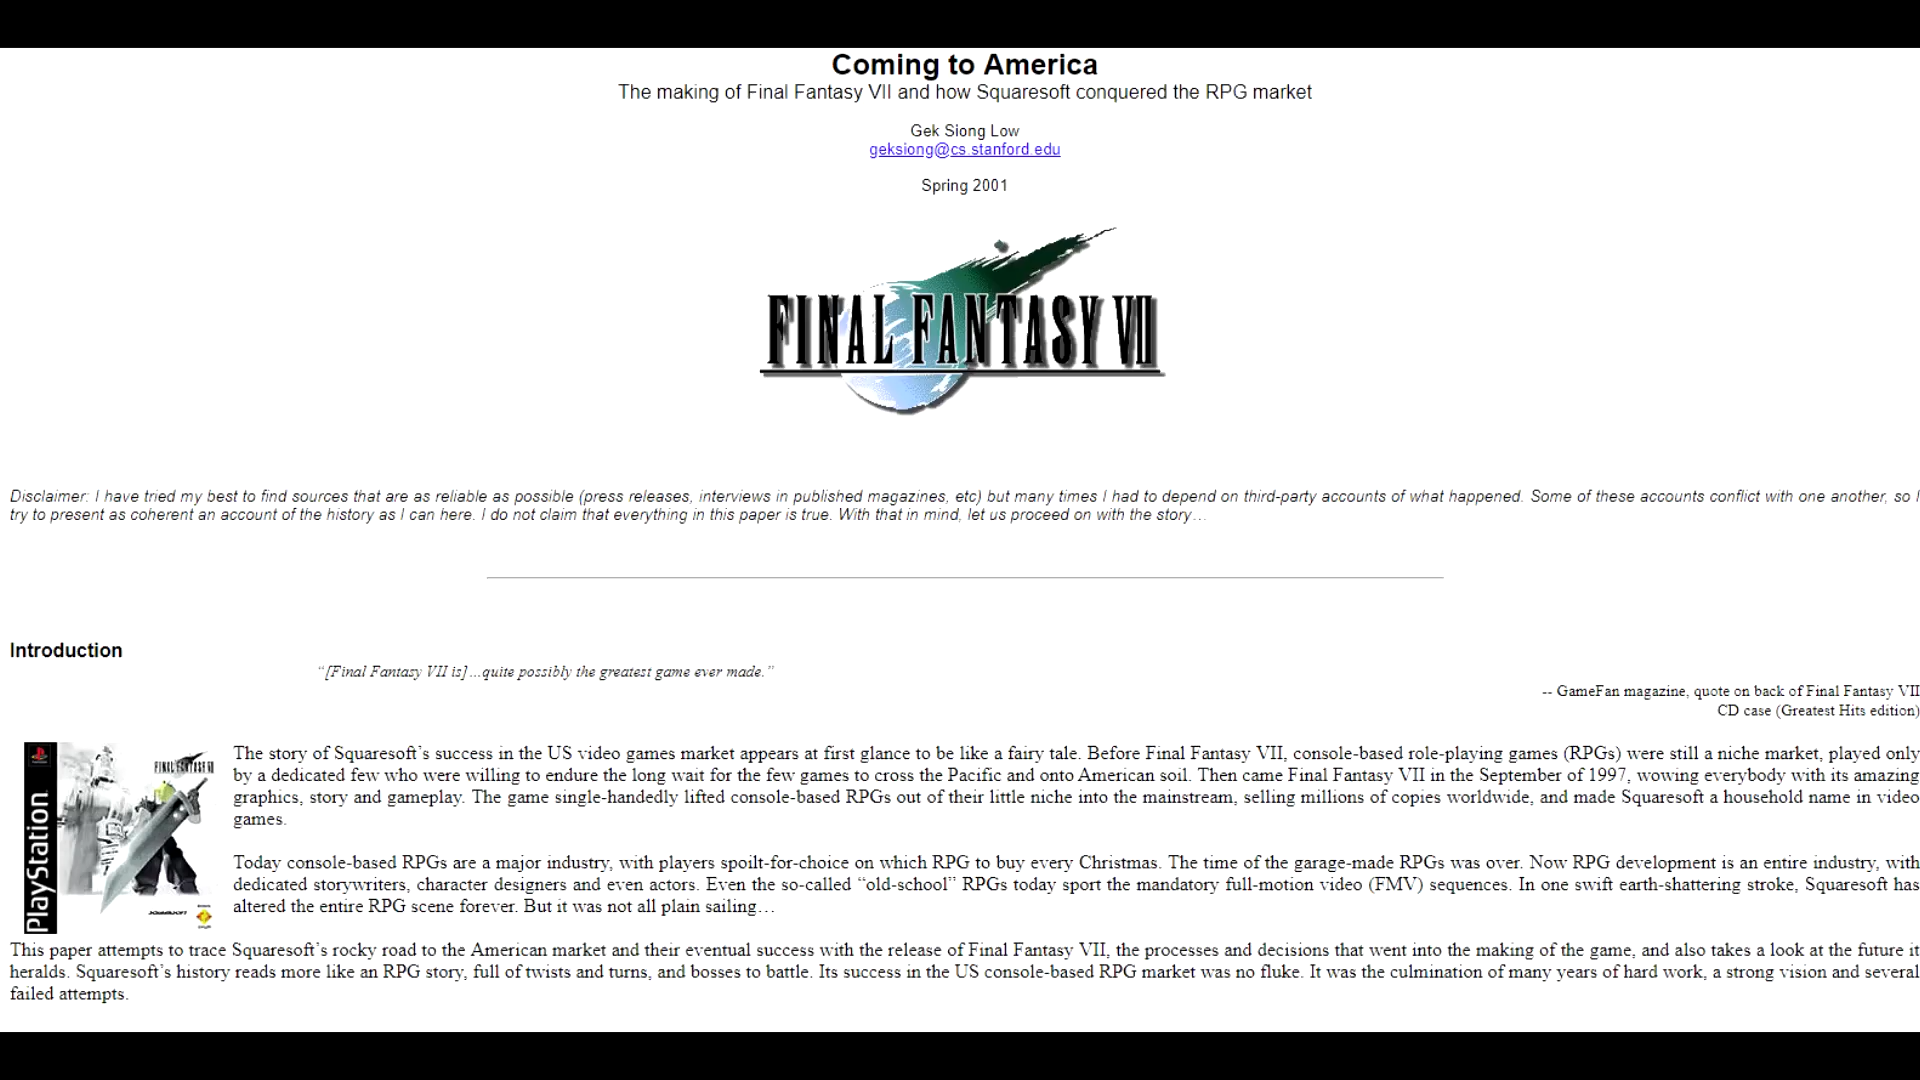 Coming to America
The making of Final Fantasy VII and how Squaresoft conquered the RPG market
Gek Siong Low
geksiong@cs.stanford.edu
Spring 2001
FINAL FANTASY VII
Disclaimer: I have tried my best to find sources that are as reliable as possible (press releases, interviews in published magazines, etc) but many times I had to depend on third-party accounts of what happened. Some of these accounts conflict with one another, so I
try to present as coherent an account of the history as I can here. I do not claim that everything in this paper is true. With that in mind, let us proceed on with the story…
Introduction
“[Final Fantasy VII is]…quite possibly the greatest game ever made.”
-- GameFan magazine, quote on back of Final Fantasy VII
CD case (Greatest Hits edition)
PlayStation
FINAL FANTASY VII
SQUARESOFT
The story of Squaresoft’s success in the US video games market appears at first glance to be like a fairy tale. Before Final Fantasy VII, console-based role-playing games (RPGs) were still a niche market, played only
by a dedicated few who were willing to endure the long wait for the few games to cross the Pacific and onto American soil. Then came Final Fantasy VII in the September of 1997, wowing everybody with its amazing
graphics, story and gameplay. The game single-handedly lifted console-based RPGs out of their little niche into the mainstream, selling millions of copies worldwide, and made Squaresoft a household name in video
games.
Today console-based RPGs are a major industry, with players spoilt-for-choice on which RPG to buy every Christmas. The time of the garage-made RPGs was over. Now RPG development is an entire industry, with
dedicated storywriters, character designers and even actors. Even the so-called “old-school” RPGs today sport the mandatory full-motion video (FMV) sequences. In one swift earth-shattering stroke, Squaresoft has
altered the entire RPG scene forever. But it was not all plain sailing…
This paper attempts to trace Squaresoft’s rocky road to the American market and their eventual success with the release of Final Fantasy VII, the processes and decisions that went into the making of the game, and also takes a look at the future it
heralds. Squaresoft’s history reads more like an RPG story, full of twists and turns, and bosses to battle. Its success in the US console-based RPG market was no fluke. It was the culmination of many years of hard work, a strong vision and several
failed attempts.